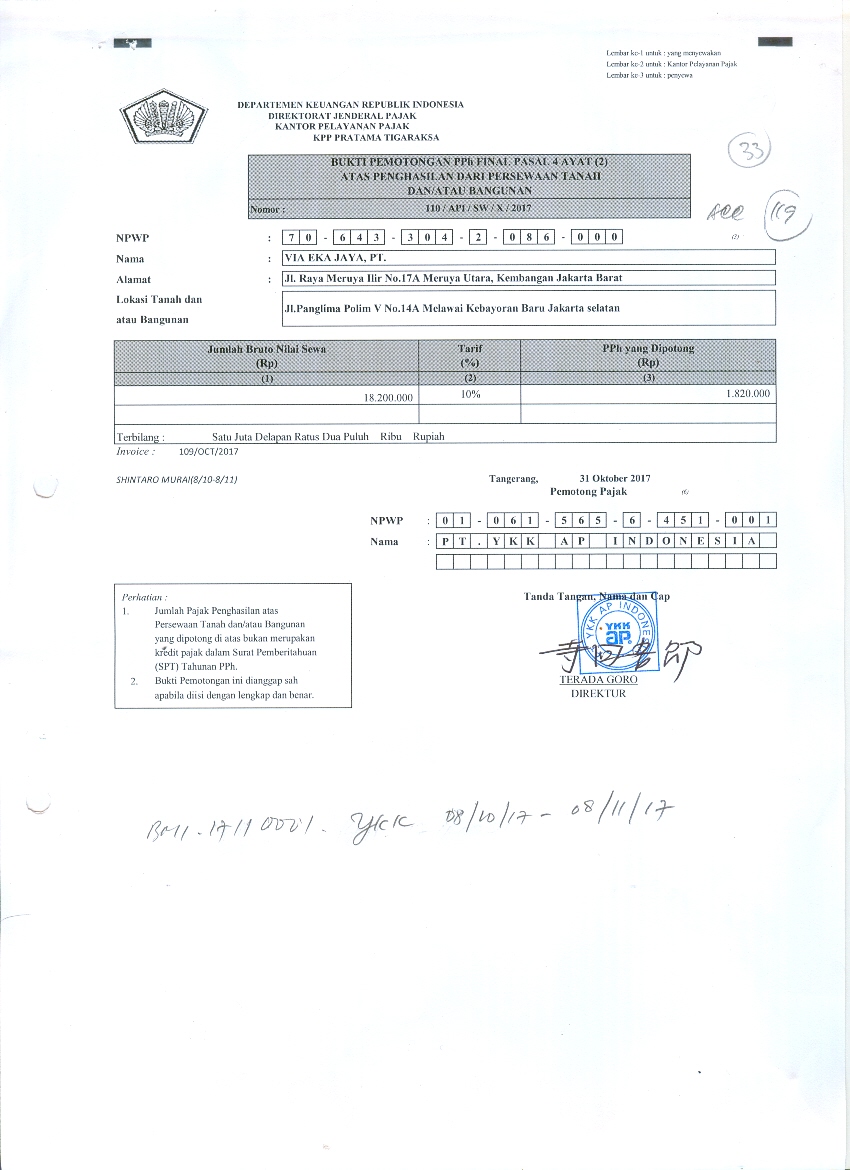 Lembar ke-1 untuk : yang menyewakan
Lembar ke-2 untuk : Kantor Pelayanan Pajak
Lembar ke-3 untuk : penyewa
DEPARTEMEN KEUANGAN REPUBLIK INDONESIA
DIREKTORAT JENDERAL PAJAK
KANTOR PELAYANAN PAJAK
KPP PRATAMA TIGARAKSA
33
BUKTI PEMOTONGAN PPh FINAL PASAL 4 AYAT (2)
ATAS PENGHASILAN DARI PERSEWAAN TANAH
DAN/ATAU BANGUNAN
Nomor : 110 / API / SW / X / 2017
119
NPWP : 7 0 - 6 4 3 - 3 0 4 - 2 - 0 8 6 - 0 0 0
Nama : VIA EKA JAYA, PT.
Alamat : Jl. Raya Meruya Ilir No.17A Meruya Utara, Kembangan Jakarta Barat
Lokasi Tanah dan
atau Bangunan
Jl.Panglima Polim V No.14A Melawai Kebayoran Baru Jakarta selatan
Jumlah Bruto Nilai Sewa Tarif PPh yang Dipotong
(Rp) (%) (Rp)
(1) (2) (3)
18.200.000 10% 1.820.000
Terbilang : Satu Juta Delapan Ratus Dua Puluh Ribu Rupiah
Invoice : 109/OCT/2017
SHINTARO MURAI(8/10-8/11)
Tangerang, 31 Oktober 2017
Pemotong Pajak
NPWP : 0 1 - 0 6 1 - 5 6 5 - 6 - 4 5 1 - 0 0 1
Nama : P T . Y K K A P I N D O N E S I A
Perhatian :
1. Jumlah Pajak Penghasilan atas
Persewaan Tanah dan/atau Bangunan
yang dipotong di atas bukan merupakan
kredit pajak dalam Surat Pemberitahuan
(SPT) Tahunan PPh.
2. Bukti Pemotongan ini dianggap sah
apabila diisi dengan lengkap dan benar.
Tanda Tangan, Nama dan Cap
YKK AP INDONE
YKK
ap
TERADA GORO
DIREKTUR
YKK 08/10/17 - 08/11/17